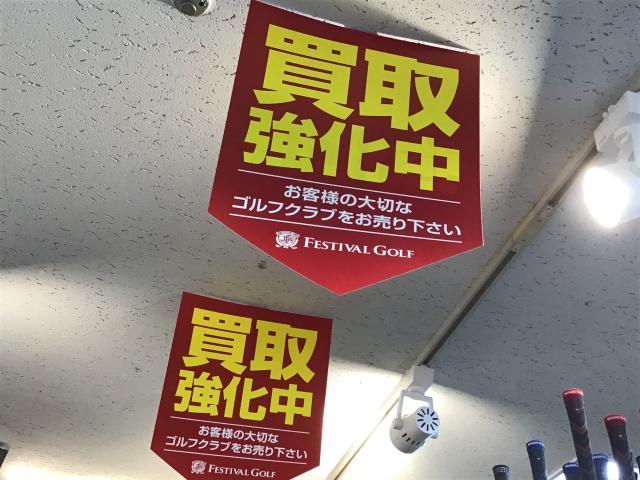 買取
強化中
お客様の大切な
ゴルフクラブをお売り下さい
FESTIVAL GOLF
買取
強化中
お客様の大切な
ゴルフクラブをお売り下さい
FESTIVAL GOLF